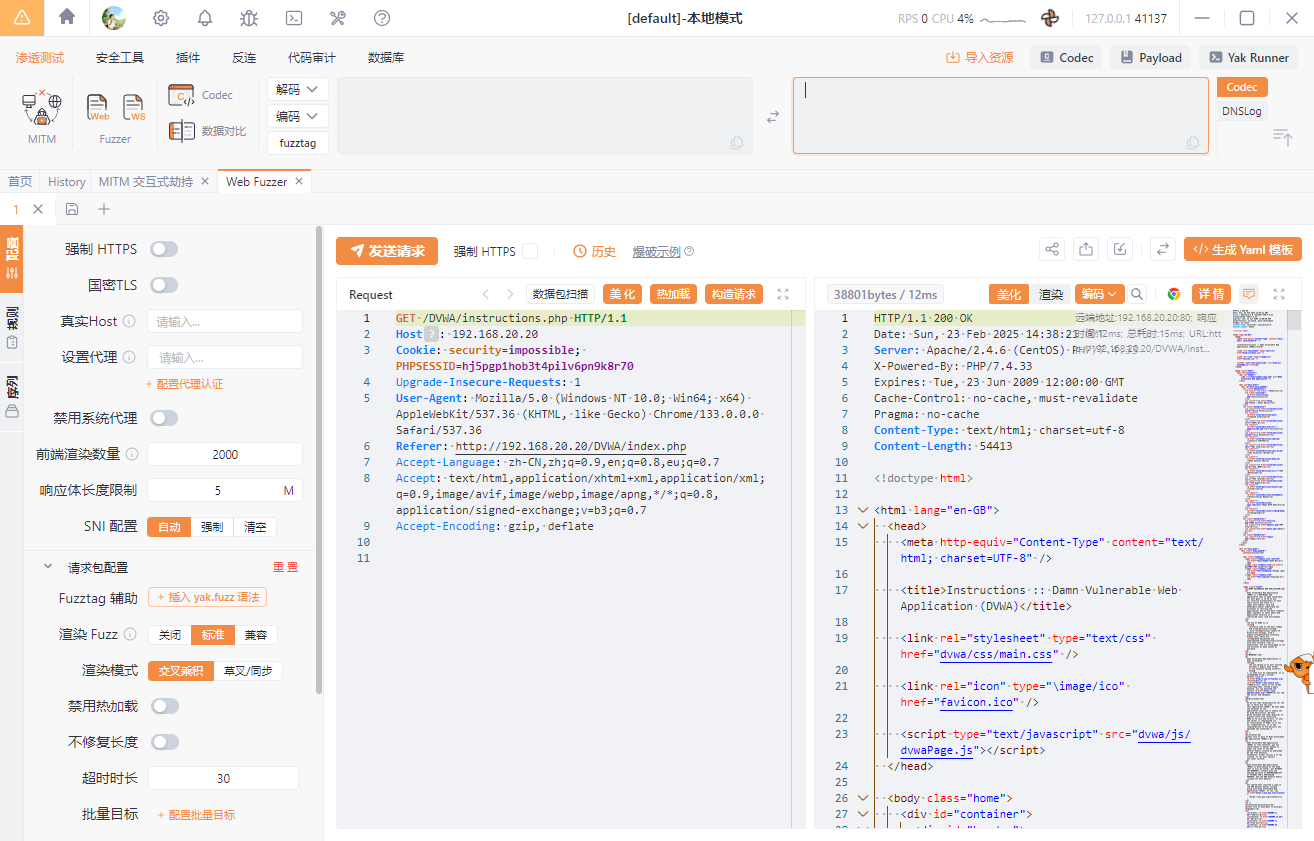 [default]-本地模式
RPS 0 CPU 4%
127.0.0.1 41137
渗透测试 安全工具 插件 反连 代码审计 数据库
导入资源 Codec Payload Yak Runner
MITM
Web
WS
Fuzzer
Codec
数据对比
解码
编码
fuzztag
Codec
DNSLog
首页 History MITM 交互式劫持 Web Fuzzer
1
配置
规则
序列
强制 HTTPS
国密TLS
真实Host 请输入...
设置代理 请输入...
+ 配置代理认证
禁用系统代理
前端渲染数量 2000
响应体长度限制 5 M
SNI 配置 自动 强制 清空
请求包配置 重置
Fuzztag 辅助 + 插入 yak.fuzz 语法
渲染 Fuzz 关闭 标准 兼容
渲染模式 交叉乘积 草叉/同步
禁用热加载
不修复长度
超时时长 30
批量目标 + 配置批量目标
发送请求 强制 HTTPS 历史 爆破示例
生成 Yaml 模板
Request 数据包扫描 美化 热加载 构造请求
1 GET /DVWA/instructions.php HTTP/1.1
2 Host ? : 192.168.20.20
3 Cookie: security=impossible;
PHPSESSID=hj5pgp1hob3t4pilv6pn9k8r70
4 Upgrade-Insecure-Requests: 1
5 User-Agent: Mozilla/5.0 (Windows NT 10.0; Win64; x64)
AppleWebKit/537.36 (KHTML, like Gecko) Chrome/133.0.0.0
Safari/537.36
6 Referer: http://192.168.20.20/DVWA/index.php
7 Accept-Language: zh-CN,zh;q=0.9,en;q=0.8,eu;q=0.7
8 Accept: text/html,application/xhtml+xml,application/xml;
q=0.9,image/avif,image/webp,image/apng,*/*;q=0.8,
application/signed-exchange;v=b3;q=0.7
9 Accept-Encoding: gzip, deflate
10
11
38801bytes / 12ms 美化 渲染 编码 详情
远端地址:192.168.20.20:80; 响应
时间:12ms; 总耗时:15ms; URL:htt
p://192.168.20.20/DVWA/inst...
1 HTTP/1.1 200 OK
2 Date: Sun, 23 Feb 2025 14:38:21
3 Server: Apache/2.4.6 (CentOS)
4 X-Powered-By: PHP/7.4.33
5 Expires: Tue, 23 Jun 2009 12:00:00 GMT
6 Cache-Control: no-cache, must-revalidate
7 Pragma: no-cache
8 Content-Type: text/html; charset=utf-8
9 Content-Length: 54413
10
11 <!doctype html>
12
13 <html lang="en-GB">
14 <head>
15 <meta http-equiv="Content-Type" content="text/
html; charset=UTF-8" />
16
17 <title>Instructions :: Damn Vulnerable Web
Application (DVWA)</title>
18
19 <link rel="stylesheet" type="text/css"
href="dvwa/css/main.css" />
20
21 <link rel="icon" type="\image/ico"
href="favicon.ico" />
22
23 <script type="text/javascript" src="dvwa/js/
dvwaPage.js"></script>
24 </head>
25
26 <body class="home">
27 <div id="container">